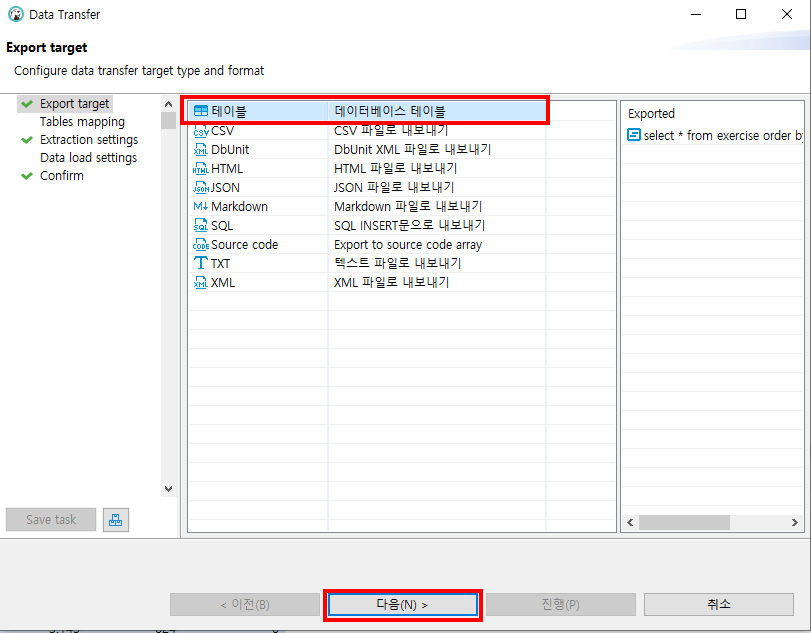 Data Transfer
Export target
Configure data transfer target type and format
Export target
Tables mapping
Extraction settings
Data load settings
Confirm
테이블 데이터베이스 테이블
CSV CSV 파일로 내보내기
DbUnit DbUnit XML 파일로 내보내기
HTML HTML 파일로 내보내기
JSON JSON 파일로 내보내기
Markdown Markdown 파일로 내보내기
SQL SQL INSERT문으로 내보내기
Source code Export to source code array
TXT 텍스트 파일로 내보내기
XML XML 파일로 내보내기
Exported
select * from exercise order by
Save task
< 이전(B)
다음(N) >
진행(P)
취소